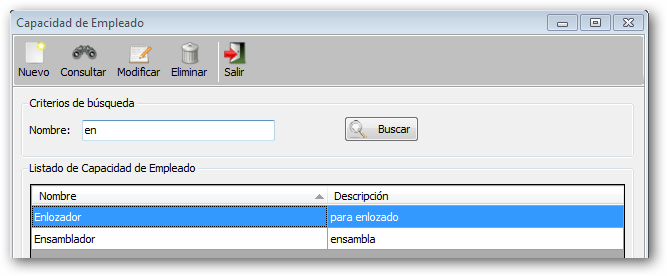 Capacidad de Empleado
Nuevo Consultar Modificar Eliminar Salir
Criterios de búsqueda
Nombre: en Buscar
Listado de Capacidad de Empleado
Nombre Descripción
Enlozador para enlozado
Ensamblador ensambla